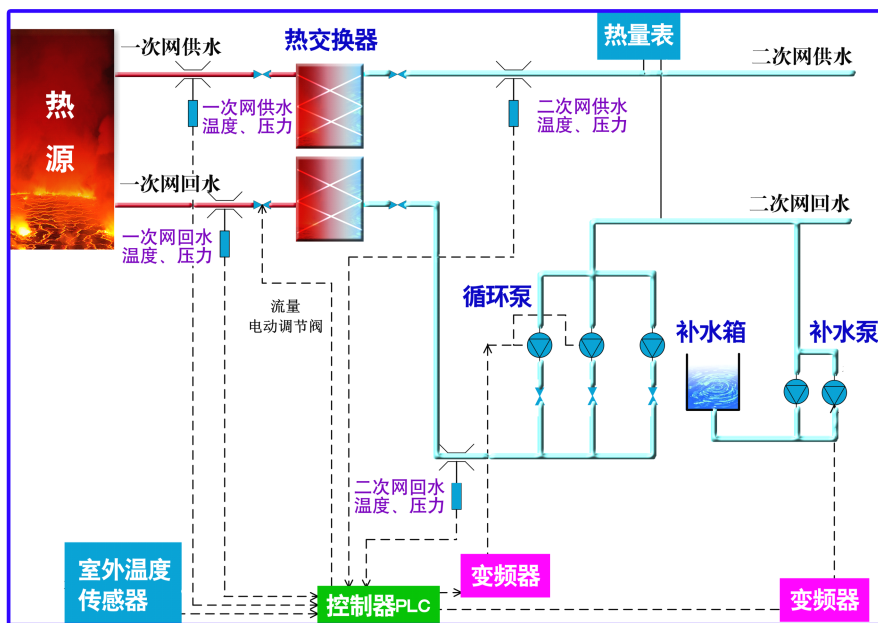 热量表
一次网供水
热交换器
二次网供水
热
源
一次网供水
温度、压力
二次网供水
温度、压力
一次网回水
二次网回水
一次网回水
温度、压力
流量
电动调节阀
循环泵
补水箱
补水泵
二次网回水
温度、压力
室外温度
传感器
变频器
控制器PLC
变频器